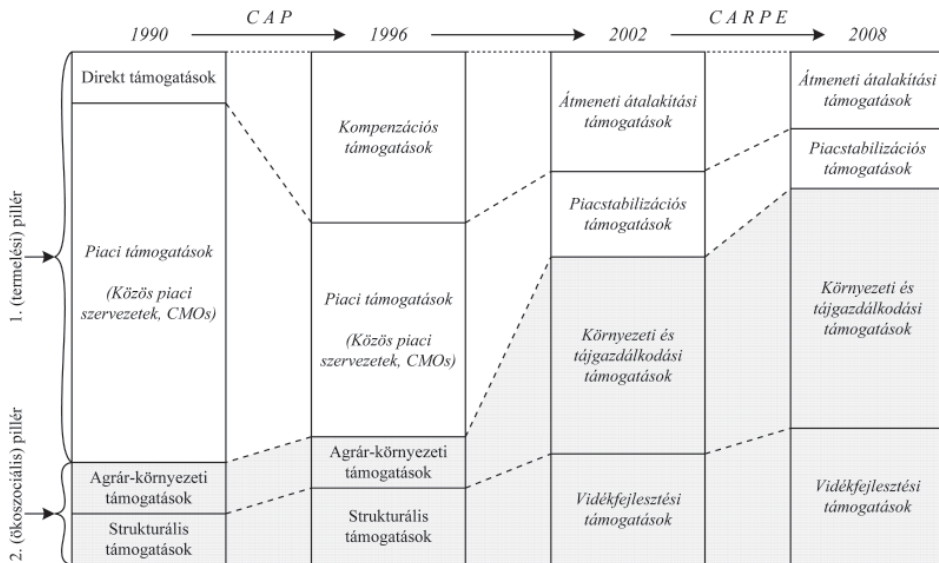 C A P
C A R P E
1990
1996
2002
2008
1. (termelési) pillér
2. (ökoszociális) pillér
Direkt támogatások
Piaci támogatások
(Közös piaci
szervezetek, CMOs)
Agrár-környezeti
támogatások
Strukturális
támogatások
Kompenzációs
támogatások
Piaci támogatások
(Közös piaci
szervezetek, CMOs)
Agrár-környezeti
támogatások
Strukturális
támogatások
Átmeneti átalakítási
támogatások
Piacstabilizációs
támogatások
Környezeti és
tájgazdálkodási
támogatások
Vidékfejlesztési
támogatások
Átmeneti átalakítási
támogatások
Piacstabilizációs
támogatások
Környezeti és
tájgazdálkodási
támogatások
Vidékfejlesztési
támogatások